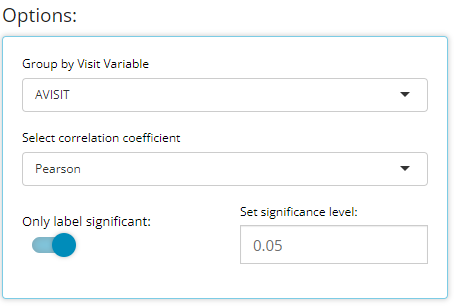 Options:
Group by Visit Variable
AVISIT
Select correlation coefficient
Pearson
Only label significant:
Set significance level:
0.05